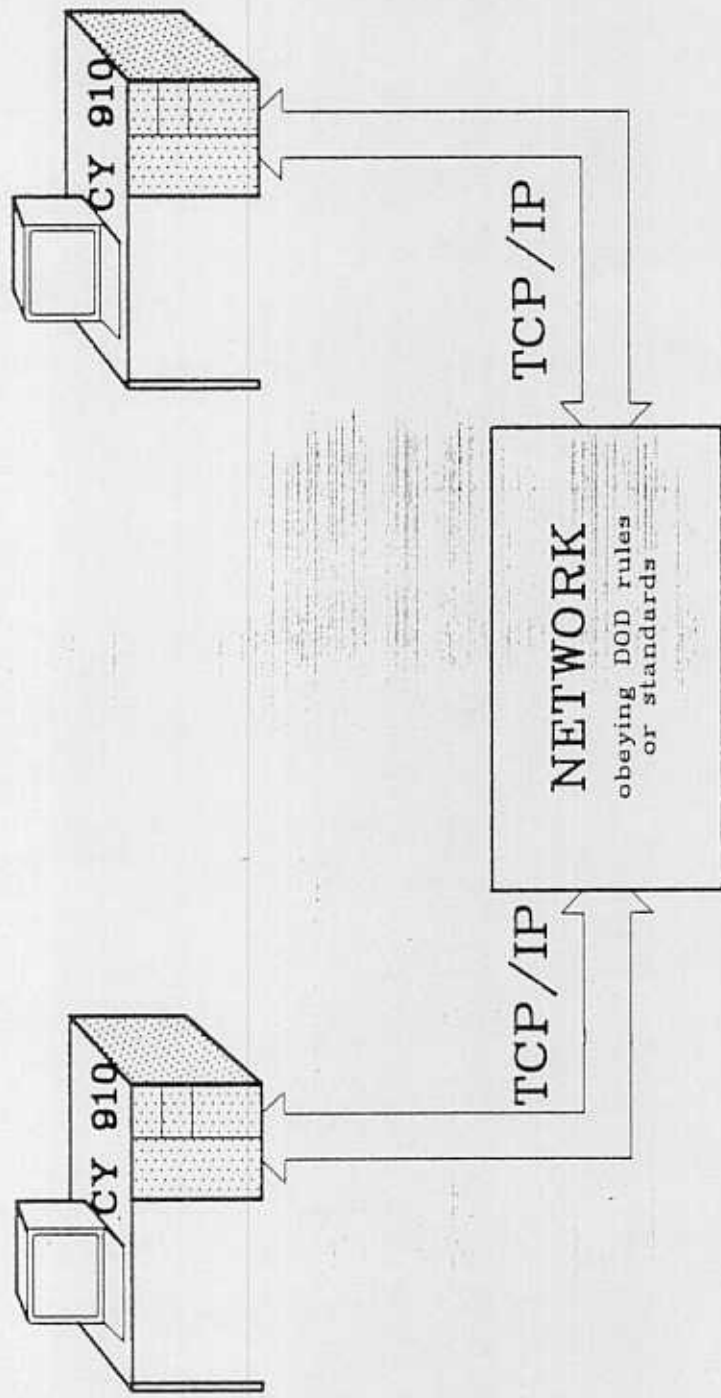 CY 910
CY 910
TCP/IP
TCP/IP
NETWORK
obeying DOD rules
or standards